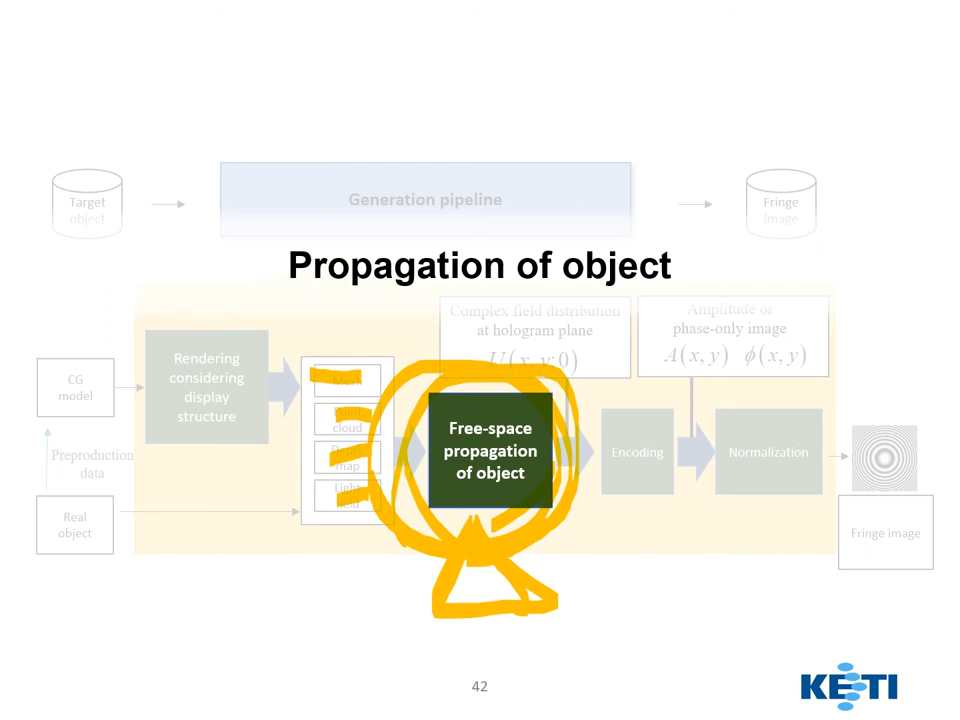 Target
object
Generation pipeline
Fringe
image
Propagation of object
Complex field distribution
at hologram plane
U(x, y;0)
Amplitude or
phase-only image
A(x, y) ϕ(x, y)
CG
model
Rendering
considering
display
structure
cloud
map
Light
Free-space
propagation
of object
Encoding
Normalization
Preproduction
data
Real
object
Fringe image
42
KETI